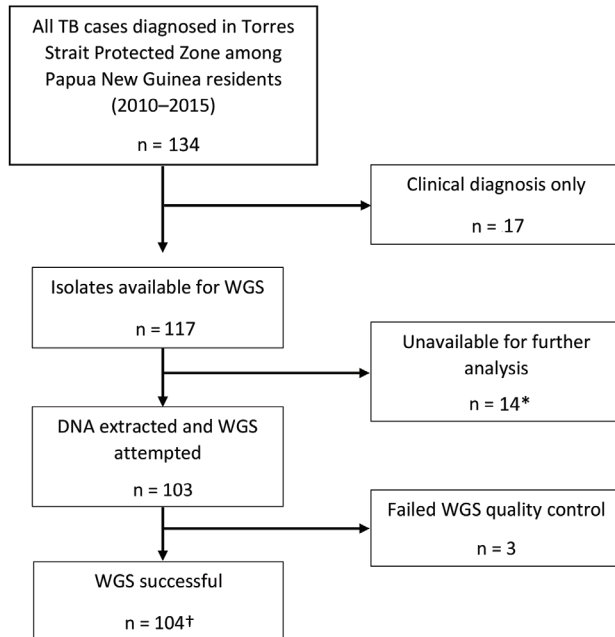 All TB cases diagnosed in Torres
Strait Protected Zone among
Papua New Guinea residents
(2010–2015)
n = 134
Clinical diagnosis only
n = 17
Isolates available for WGS
n = 117
Unavailable for further
analysis
n = 14*
DNA extracted and WGS
attempted
n = 103
Failed WGS quality control
n = 3
WGS successful
n = 104†